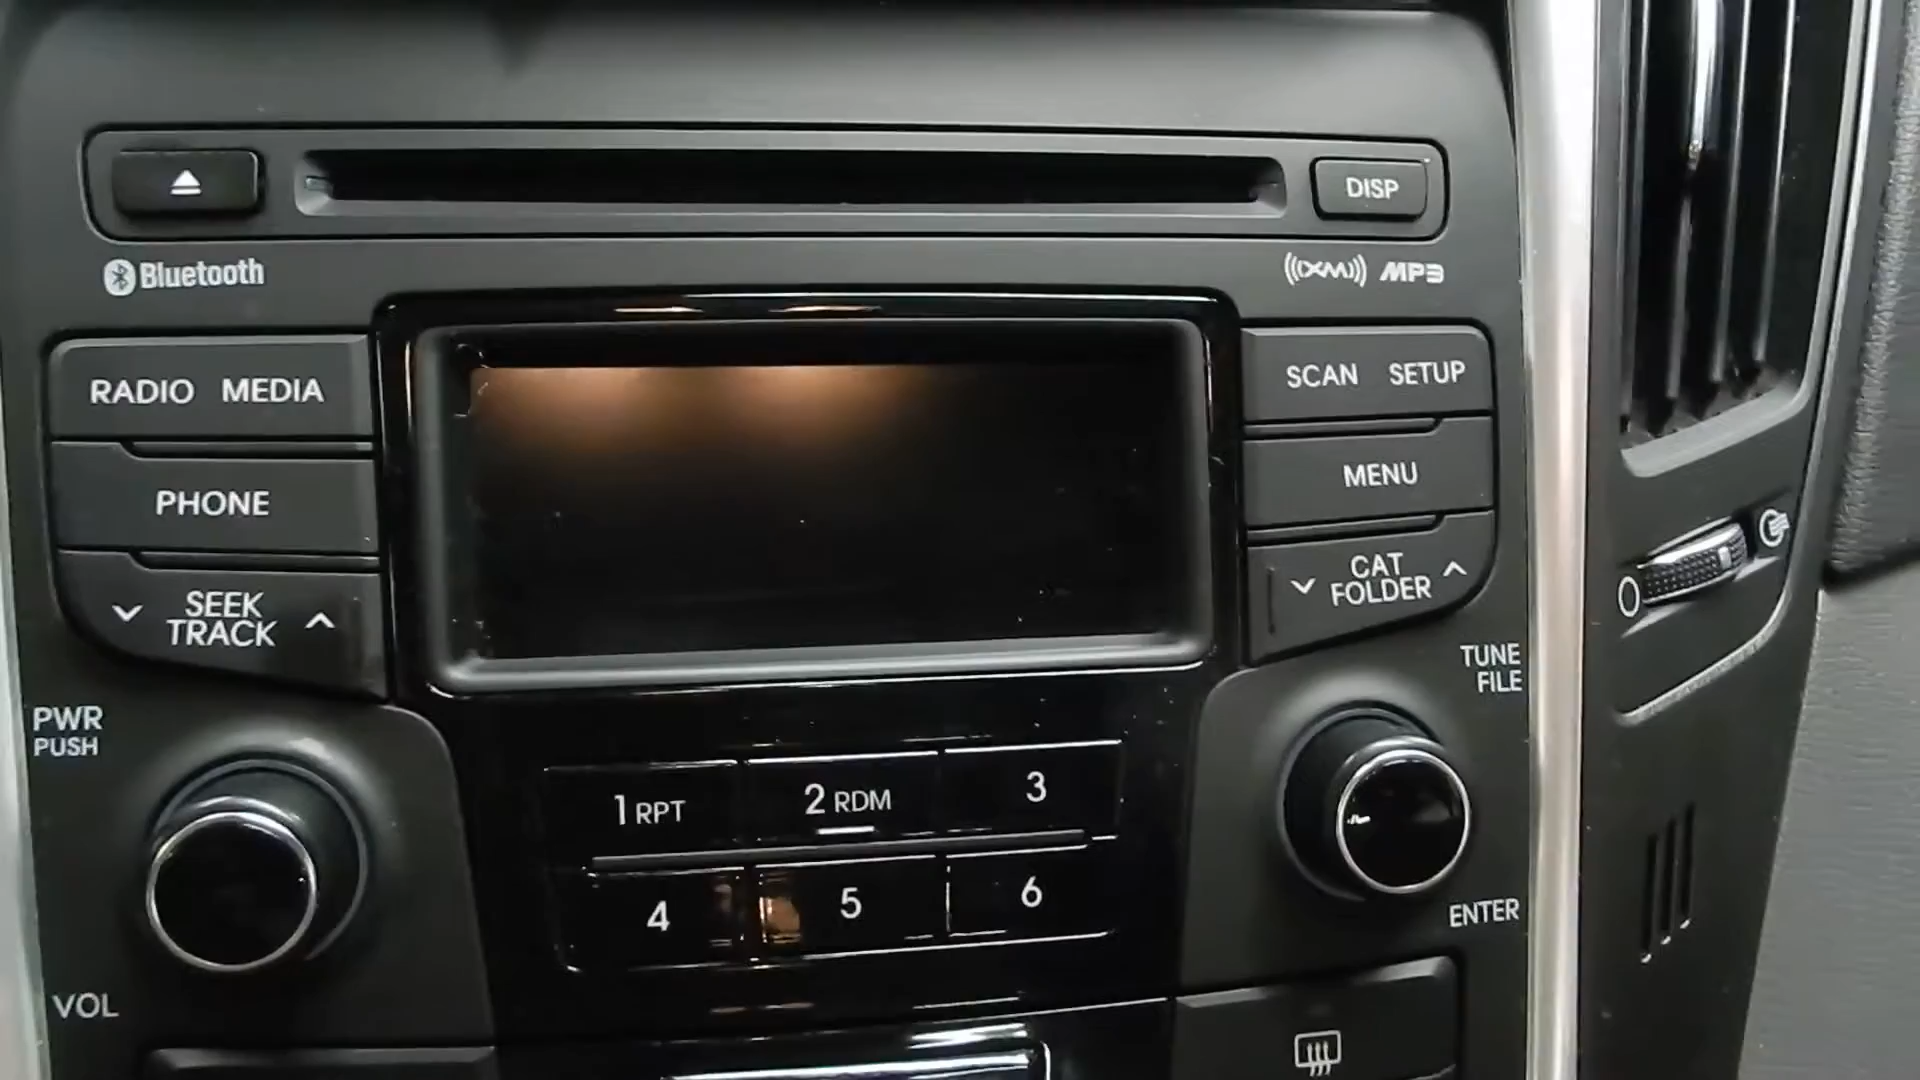 DISP
Bluetooth
((XM)) MP3
RADIO MEDIA
SCAN SETUP
PHONE
MENU
SEEK
TRACK
CAT
FOLDER
TUNE
FILE
PWR
PUSH
1 RPT
2 RDM
3
4
5
6
ENTER
VOL